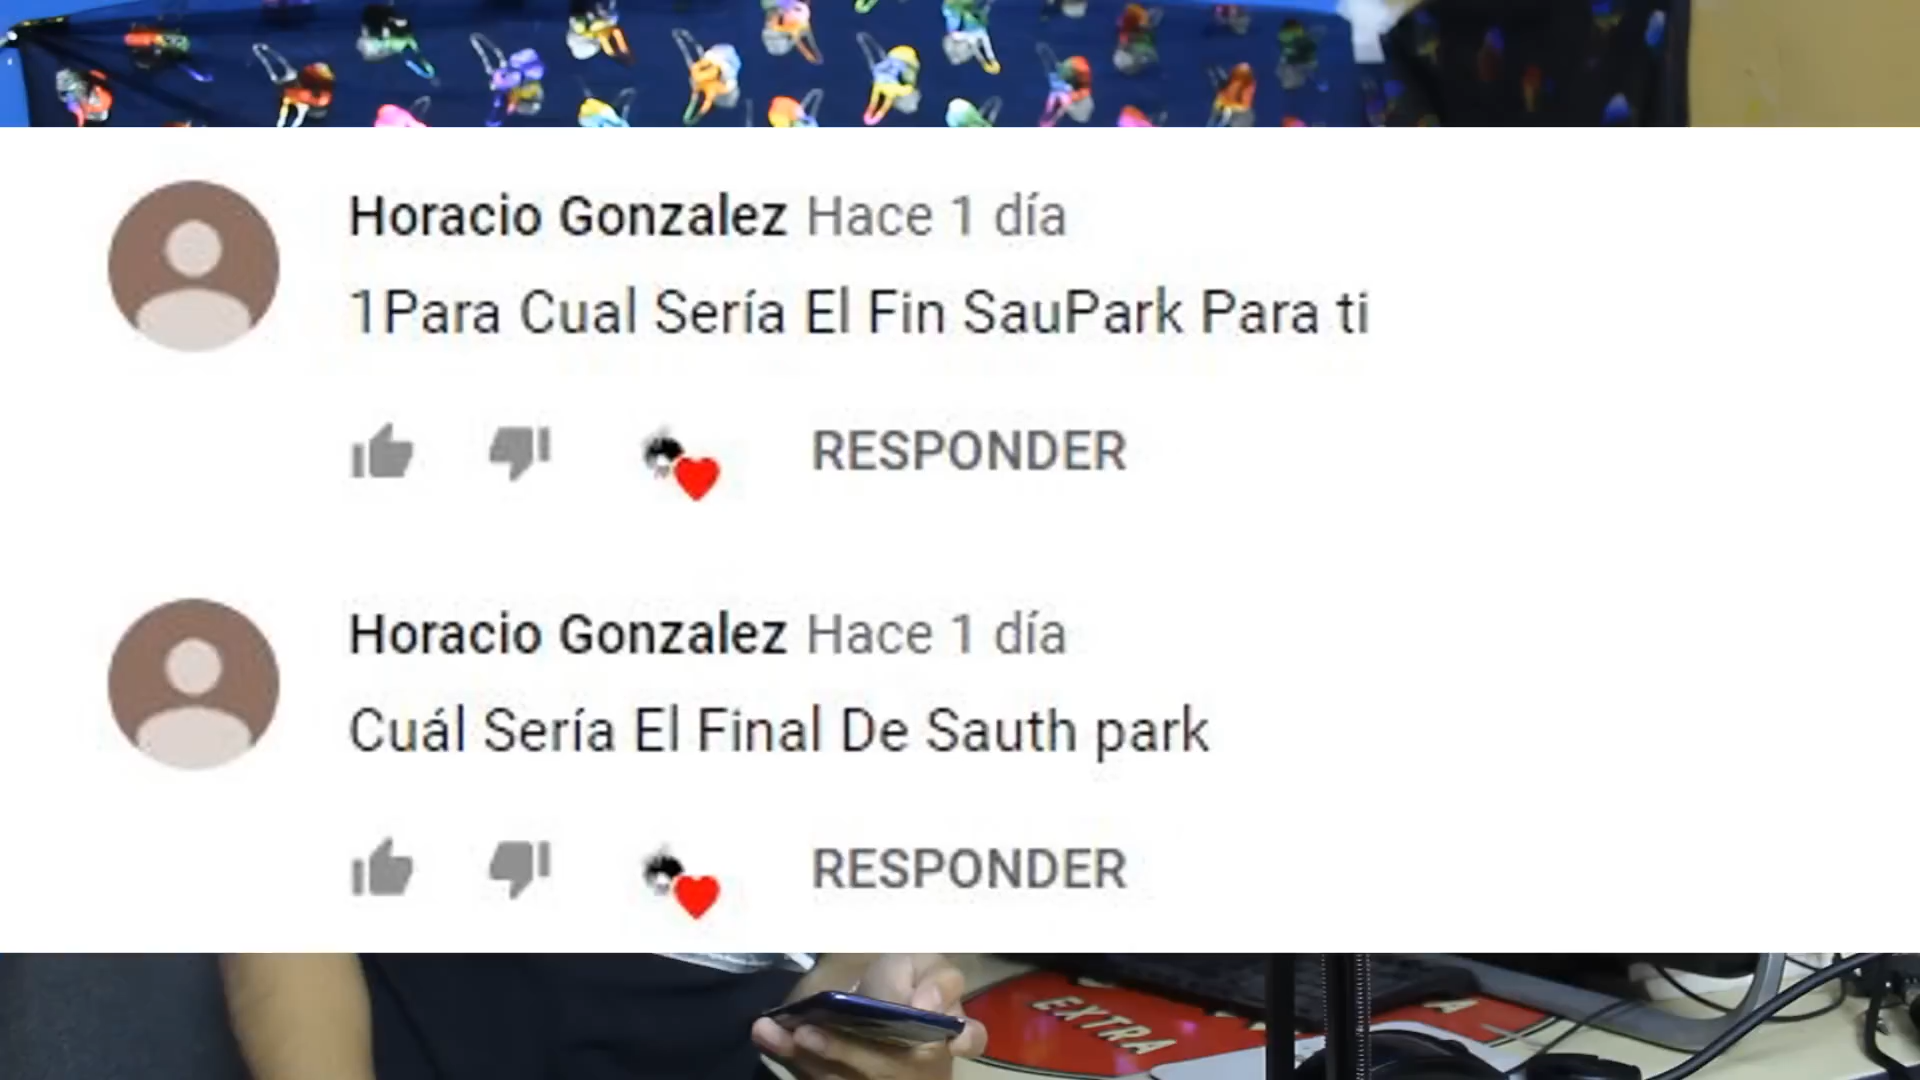 Horacio Gonzalez Hace 1 día
1Para Cual Sería El Fin SauPark Para ti
RESPONDER
Horacio Gonzalez Hace 1 día
Cuál Sería El Final De Sauth park
RESPONDER
EXTRA
A